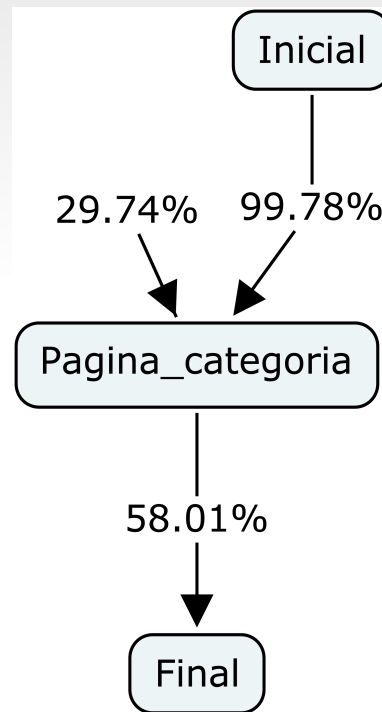 Inicial
29.74% 99.78%
Pagina_categoria
58.01%
Final